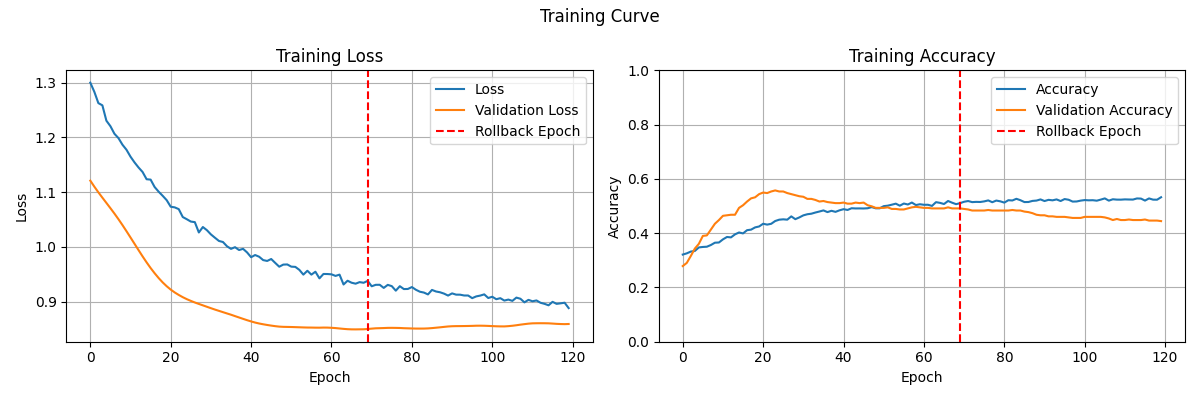 Training Curve
Training Loss
1.3
1.2
1.1
1.0
0.9
Loss
0 20 40 60 80 100 120
Epoch
Loss
Validation Loss
Rollback Epoch
Training Accuracy
1.0
0.8
0.6
0.4
0.2
0.0
Accuracy
0 20 40 60 80 100 120
Epoch
Accuracy
Validation Accuracy
Rollback Epoch